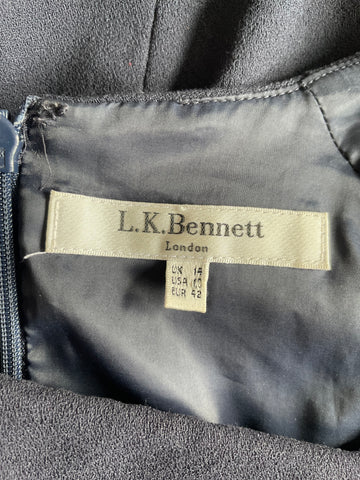 L.K.Bennett
London
UK 14
USA 10
EUR 42